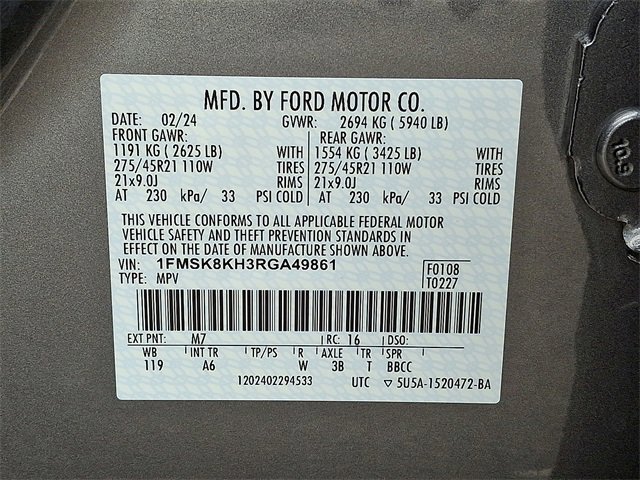 MFD. BY FORD MOTOR CO.
DATE: 02/24 GVWR: 2694 KG ( 5940 LB)
FRONT GAWR: REAR GAWR:
1191 KG ( 2625 LB) WITH 1554 KG ( 3425 LB) WITH
275/45R21 110W TIRES 275/45R21 110W TIRES
21x9.0J RIMS 21x9.0J RIMS
AT 230 kPa/ 33 PSI COLD AT 230 kPa/ 33 PSI COLD
THIS VEHICLE CONFORMS TO ALL APPLICABLE FEDERAL MOTOR
VEHICLE SAFETY AND THEFT PREVENTION STANDARDS IN
EFFECT ON THE DATE OF MANUFACTURE SHOWN ABOVE.
VIN: 1FMSK8KH3RGA49861 F0108
TYPE: MPV T0227
EXT PNT: M7 RC: 16 DSO:
WB INT TR TP/PS R AXLE TR SPR
119 A6 W 3B T BBCC
1202402294533 UTC ▽ 5U5A-1520472-BA
10.9